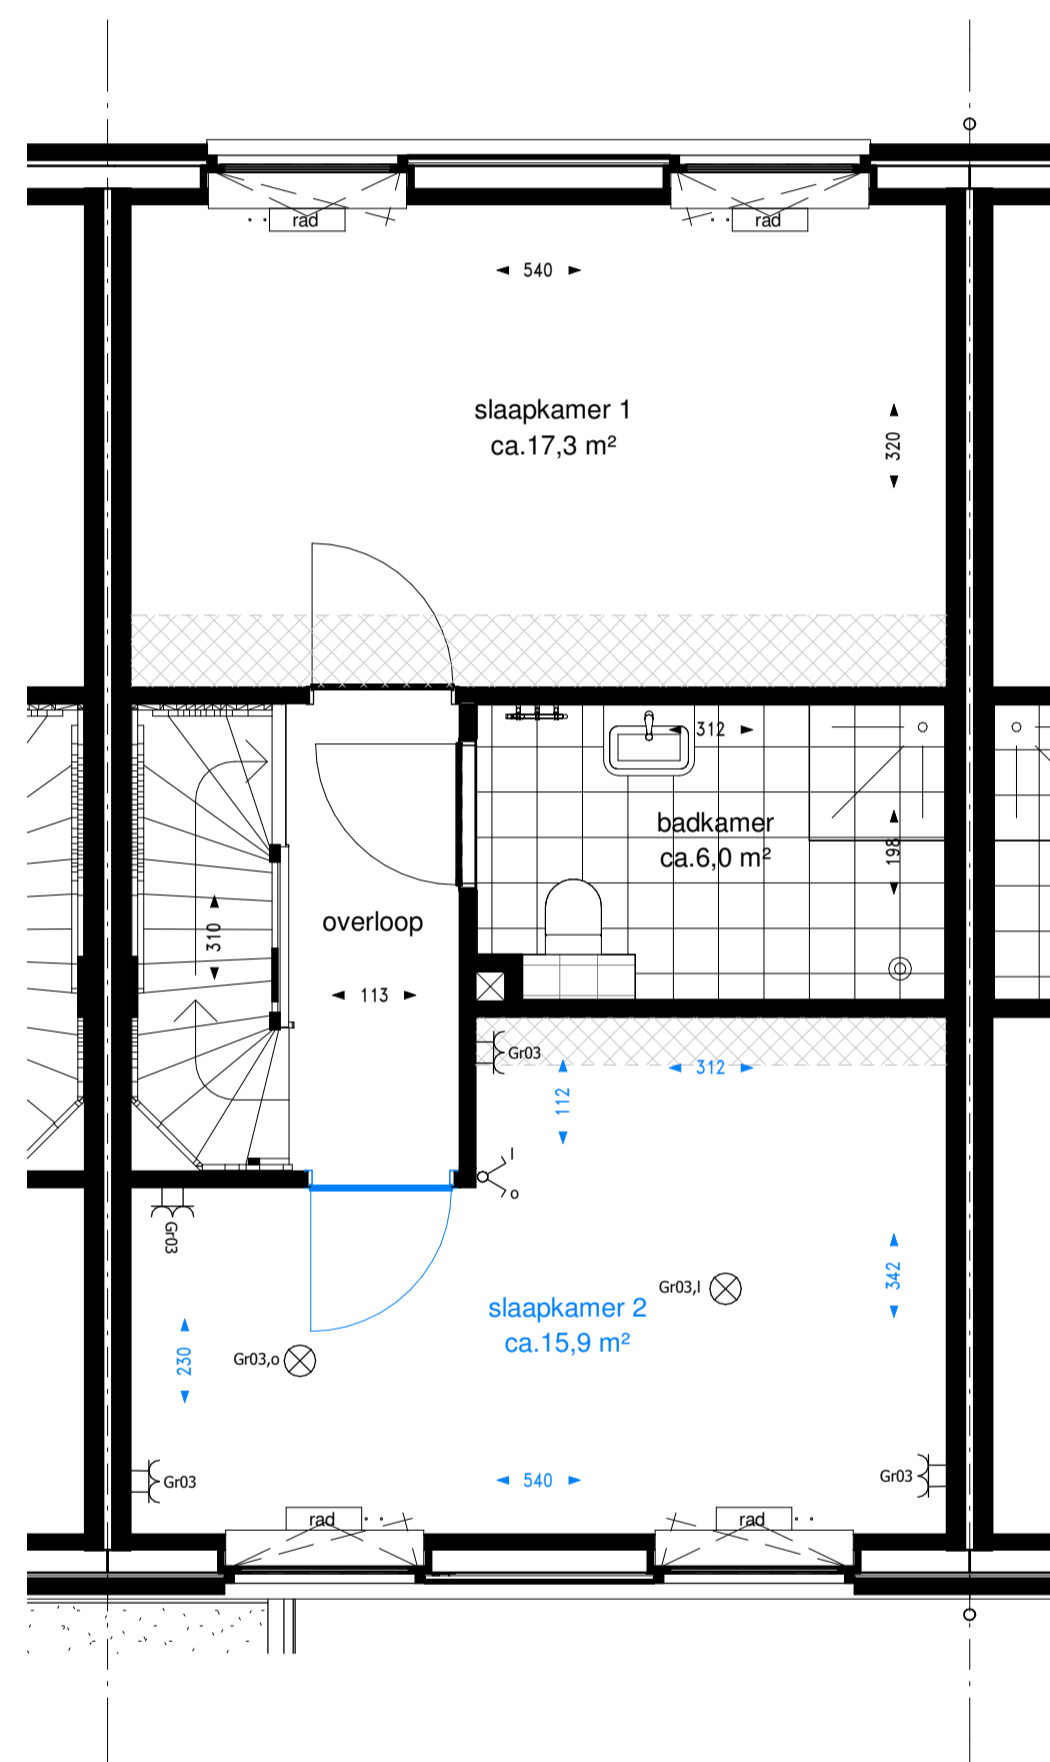 rad
rad
540
slaapkamer 1
ca.17,3 m²
320
312
badkamer
ca.6,0 m²
198
overloop
310
113
Gr03
312
112
l
o
Gr03
Gr03,l
342
slaapkamer 2
ca.15,9 m²
Gr03,o
230
Gr03
540
Gr03
rad
rad